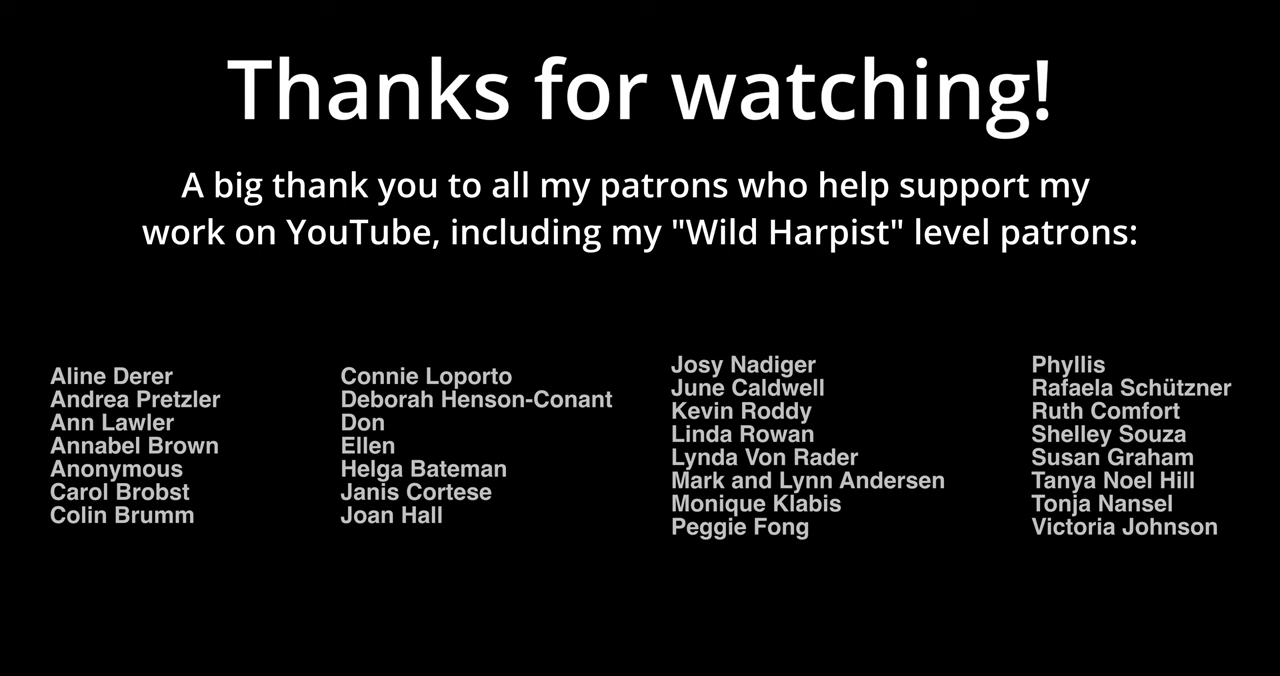 Thanks for watching!
A big thank you to all my patrons who help support my
work on YouTube, including my "Wild Harpist" level patrons:
Aline Derer
Andrea Pretzler
Ann Lawler
Annabel Brown
Anonymous
Carol Brobst
Colin Brumm
Connie Loporto
Deborah Henson-Conant
Don
Ellen
Helga Bateman
Janis Cortese
Joan Hall
Josy Nadiger
June Caldwell
Kevin Roddy
Linda Rowan
Lynda Von Rader
Mark and Lynn Andersen
Monique Klabis
Peggie Fong
Phyllis
Rafaela Schützner
Ruth Comfort
Shelley Souza
Susan Graham
Tanya Noel Hill
Tonja Nansel
Victoria Johnson